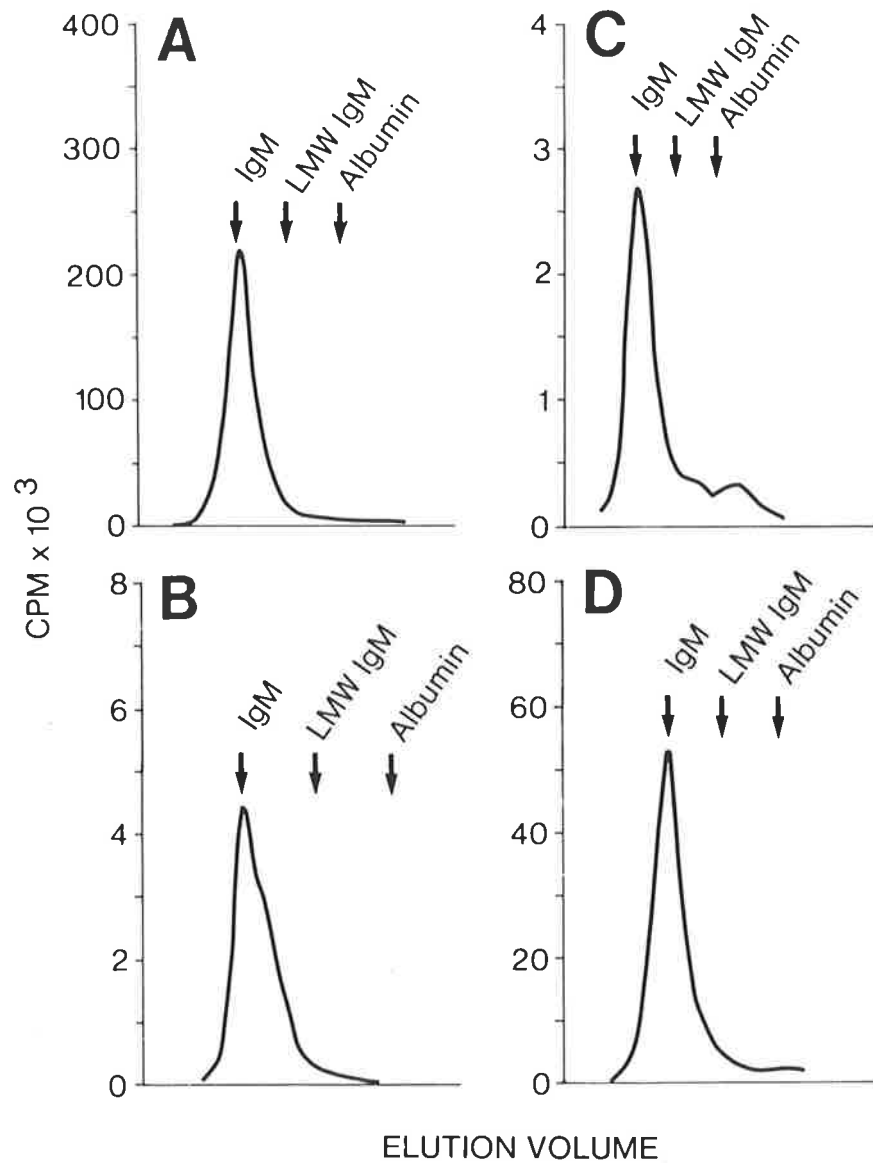 A
IgM
LMW IgM
Albumin
400
300
200
100
0
C
IgM
LMW IgM
Albumin
4
3
2
1
0
B
IgM
LMW IgM
Albumin
8
6
4
2
0
D
IgM
LMW IgM
Albumin
80
60
40
20
0
CPM x 10 3
ELUTION VOLUME